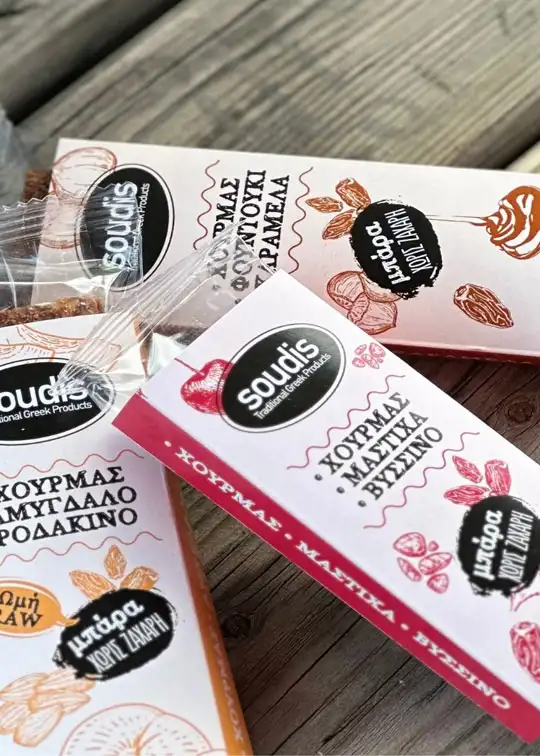 soudis
Traditional Greek Products
• ΧΟΥΡΜΑΣ
• ΦΟΥΝΤΟΥΚΙ
ΚΑΡΑΜΕΛΑ
μπάρα
ΧΩΡΙΣ ΖΑΧΑΡΗ
soudis
Traditional Greek Products
• ΧΟΥΡΜΑΣ
• ΜΑΣΤΙΧΑ
• ΒΥΣΣΙΝΟ
μπάρα
ΧΩΡΙΣ ΖΑΧΑΡΗ
• ΧΟΥΡΜΑΣ • ΜΑΣΤΙΧΑ • ΒΥΣΣΙΝΟ
soudis
Traditional Greek Products
ΧΟΥΡΜΑΣ
ΑΜΥΓΔΑΛΟ
ΡΟΔΑΚΙΝΟ
Ωμή
RAW
μπάρα
ΧΩΡΙΣ ΖΑΧΑΡΗ